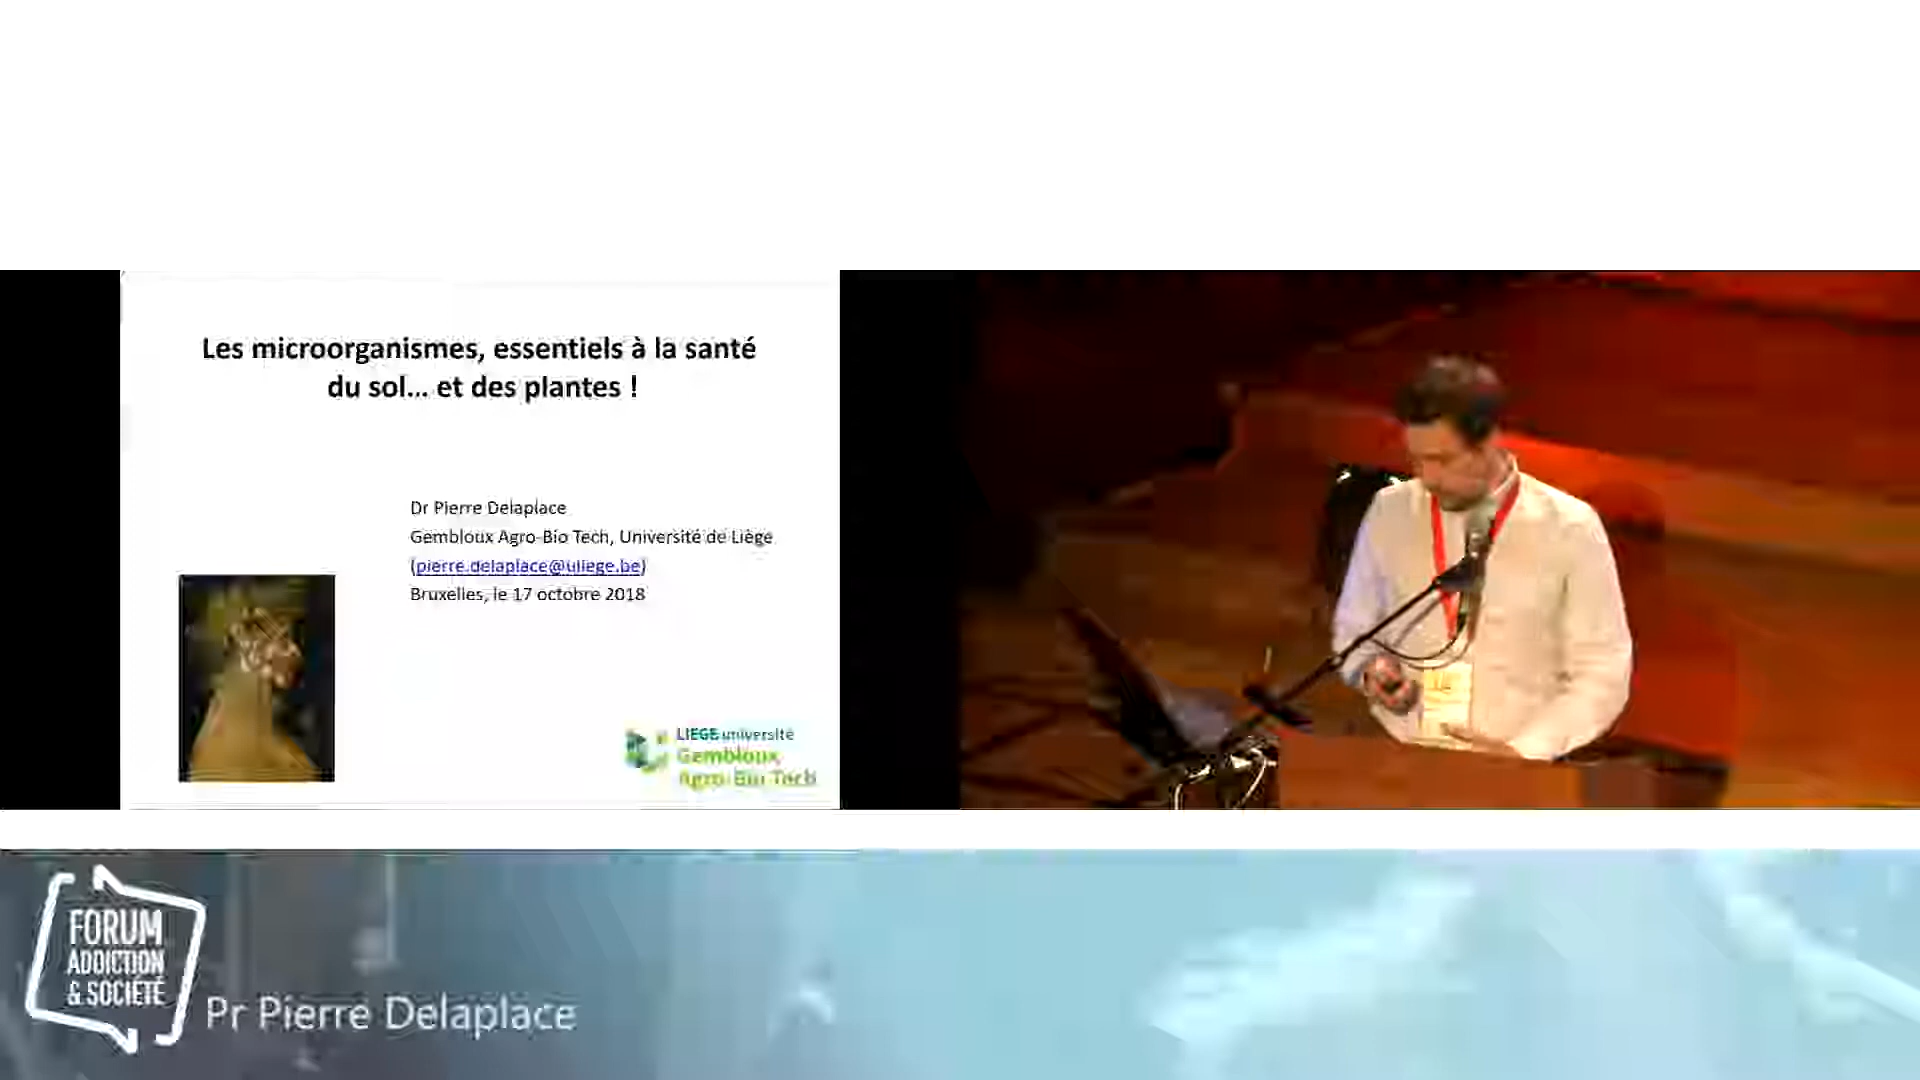 Les microorganismes, essentiels à la santé
du sol... et des plantes !
Dr Pierre Delaplace
Gembloux Agro-Bio Tech, Université de Liège
(pierre.delaplace@uliege.be)
Bruxelles, le 17 octobre 2018
LIÈGE université
Gembloux
Agro-Bio Tech
FORUM
ADDICTION
& SOCIÉTÉ
Pr Pierre Delaplace